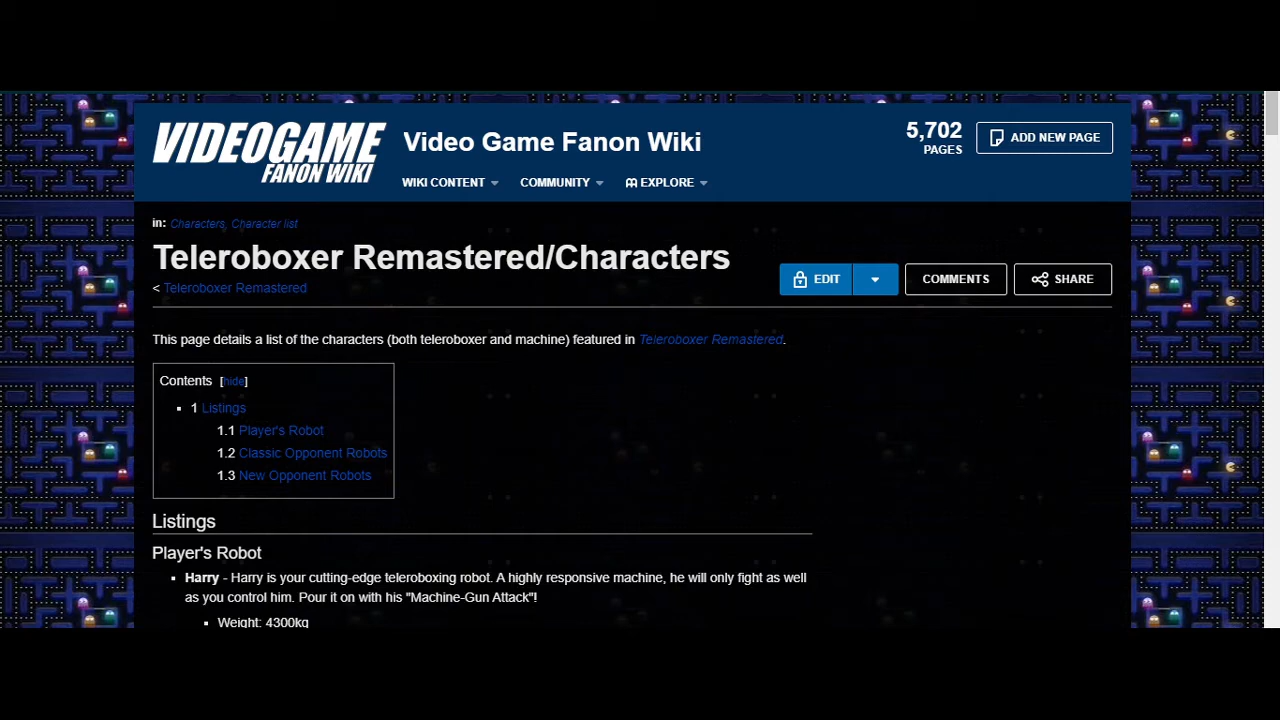 VIDEOGAME
FANON WIKI
Video Game Fanon Wiki
5,702
PAGES
ADD NEW PAGE
WIKI CONTENT
COMMUNITY
EXPLORE
in: Characters, Character list
Teleroboxer Remastered/Characters
< Teleroboxer Remastered
EDIT
COMMENTS
SHARE
This page details a list of the characters (both teleroboxer and machine) featured in Teleroboxer Remastered.
Contents [hide]
1 Listings
1.1 Player's Robot
1.2 Classic Opponent Robots
1.3 New Opponent Robots
Listings
Player's Robot
Harry - Harry is your cutting-edge teleroboxing robot. A highly responsive machine, he will only fight as well
as you control him. Pour it on with his "Machine-Gun Attack"!
Weight: 4300kg